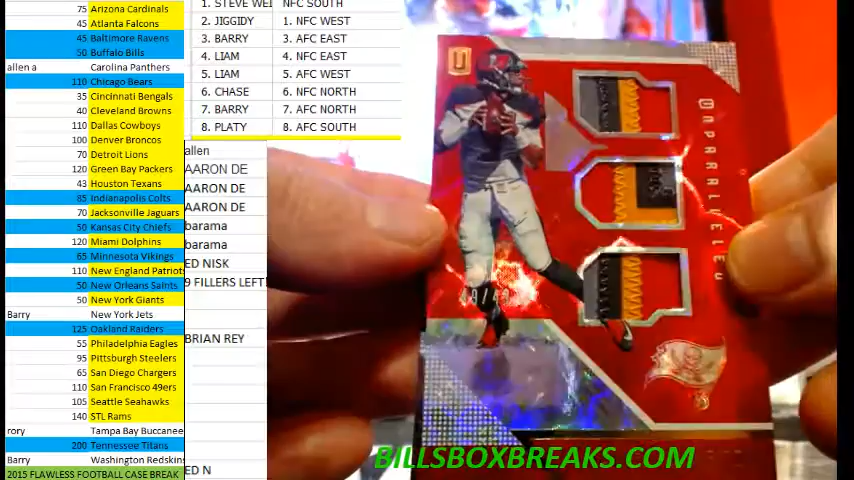 75 Arizona Cardinals
45 Atlanta Falcons
45 Baltimore Ravens
50 Buffalo Bills
allen a Carolina Panthers
110 Chicago Bears
35 Cincinnati Bengals
40 Cleveland Browns
110 Dallas Cowboys
100 Denver Broncos
70 Detroit Lions
120 Green Bay Packers
43 Houston Texans
85 Indianapolis Colts
70 Jacksonville Jaguars
50 Kansas City Chiefs
120 Miami Dolphins
65 Minnesota Vikings
110 New England Patriots
50 New Orleans Saints
50 New York Giants
Barry New York Jets
125 Oakland Raiders
55 Philadelphia Eagles
95 Pittsburgh Steelers
65 San Diego Chargers
110 San Francisco 49ers
105 Seattle Seahawks
140 STL Rams
rory Tampa Bay Buccanee
200 Tennessee Titans
Barry Washington Redskins
2015 FLAWLESS FOOTBALL CASE BREAK
1. STEVE WEI NFC SOUTH
2. JIGGIDY 1. NFC WEST
3. BARRY 3. AFC EAST
4. LIAM 4. NFC EAST
5. LIAM 5. AFC WEST
6. CHASE 6. NFC NORTH
7. BARRY 7. AFC NORTH
8. PLATY 8. AFC SOUTH
allen
AARON DE
AARON DE
AARON DE
barama
barama
ED NISK
9 FILLERS LEFT!
BRIAN REY
ED N
UNPARALLELED
BILLSBOXBREAKS.COM